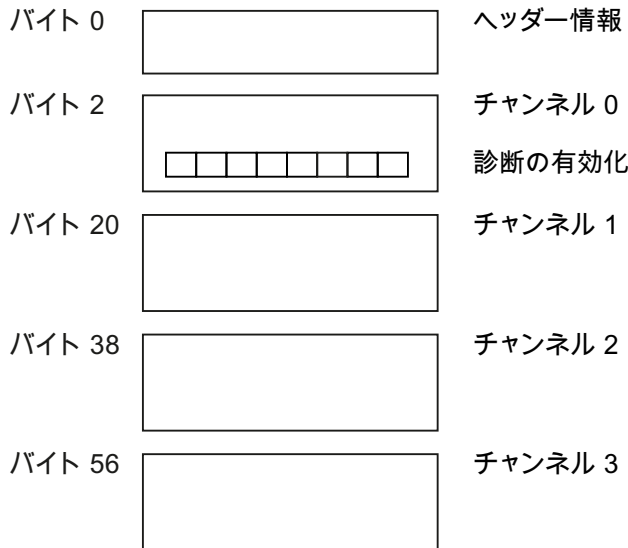 バイト 0 ヘッダー情報
バイト 2 チャンネル 0
診断の有効化
バイト 20 チャンネル 1
バイト 38 チャンネル 2
バイト 56 チャンネル 3